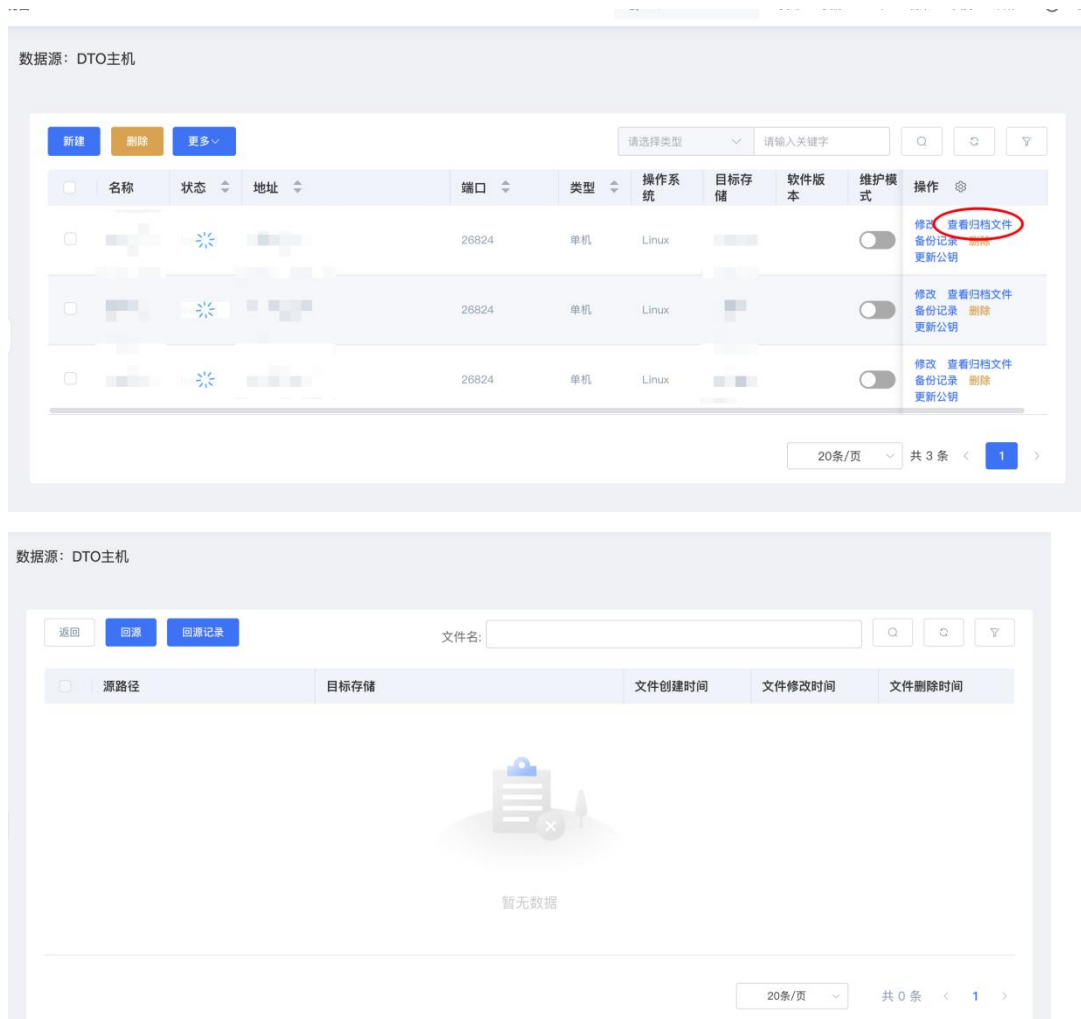 数据源：DTO主机
新建 删除 更多 请选择类型 请输入关键字
名称 状态 地址 端口 类型 操作系统 目标存储 软件版本 维护模式 操作
26824 单机 Linux 修改 查看归档文件
备份记录 删除
更新公钥
26824 单机 Linux 修改 查看归档文件
备份记录 删除
更新公钥
26824 单机 Linux 修改 查看归档文件
备份记录 删除
更新公钥
20条/页 共 3 条 1
数据源：DTO主机
返回 回源 回源记录 文件名:
源路径 目标存储 文件创建时间 文件修改时间 文件删除时间
暂无数据
20条/页 共 0 条 1